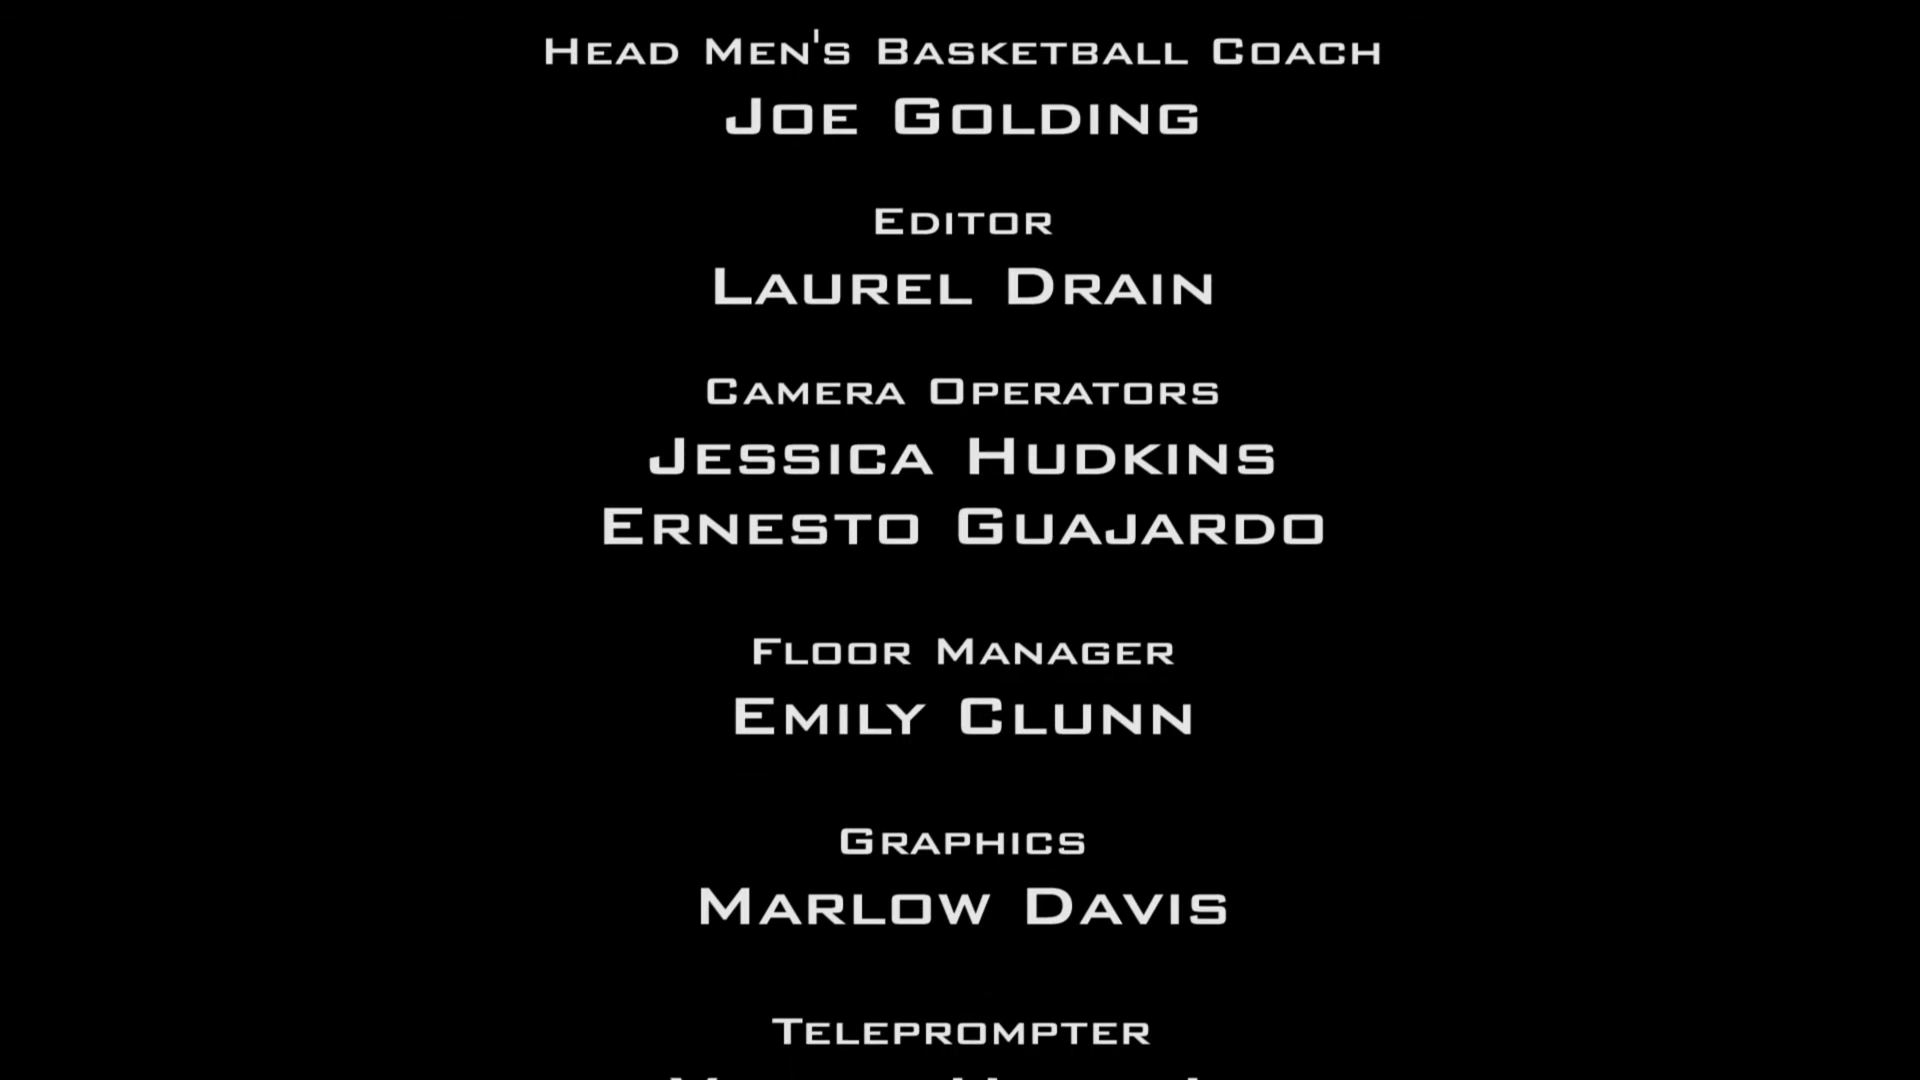 Head Men's Basketball Coach
Joe Golding
Editor
Laurel Drain
Camera Operators
Jessica Hudkins
Ernesto Guajardo
Floor Manager
Emily Clunn
Graphics
Marlow Davis
Teleprompter